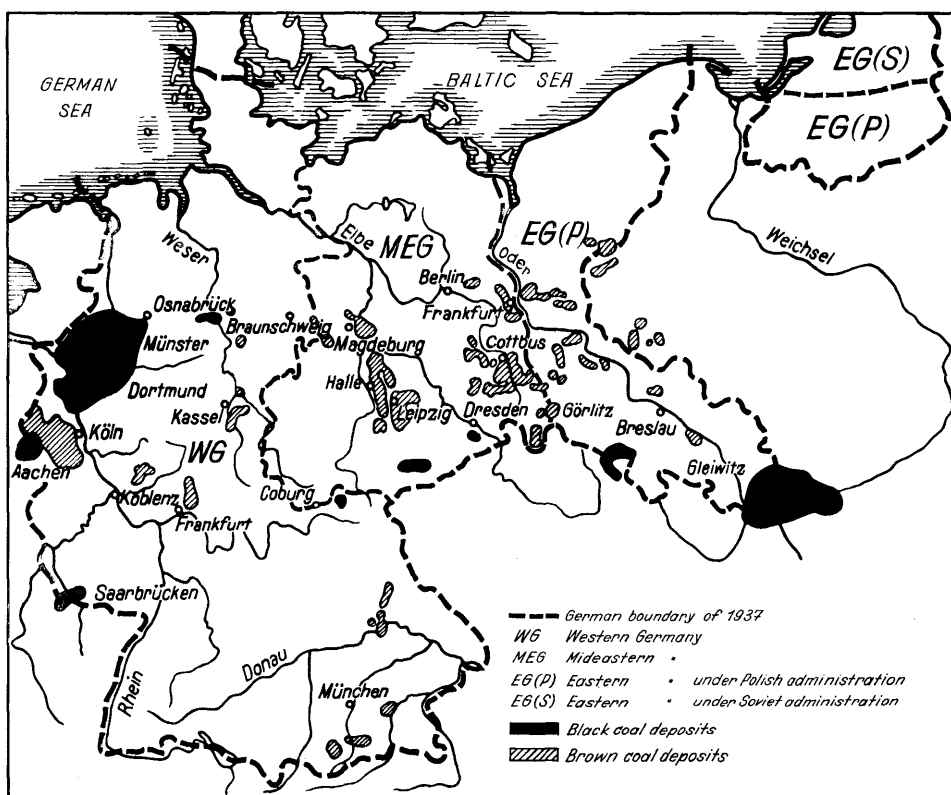 GERMAN
SEA
BALTIC SEA
EG(S)
EG(P)
Weser
Elbe
MEG
EG(P)
Oder
Weichsel
Berlin
Osnabrück
Frankfurt
Braunschweig
Münster
Magdeburg
Cottbus
Dortmund
Halle
Kassel
Leipzig
Dresden
Görlitz
Köln
Breslau
Aachen
WG
Gleiwitz
Koblenz
Coburg
Frankfurt
Saarbrücken
Donau
Rhein
München
German boundary of 1937
WG Western Germany
MEG Mideastern "
EG(P) Eastern " under Polish administration
EG(S) Eastern " under Soviet administration
Black coal deposits
Brown coal deposits